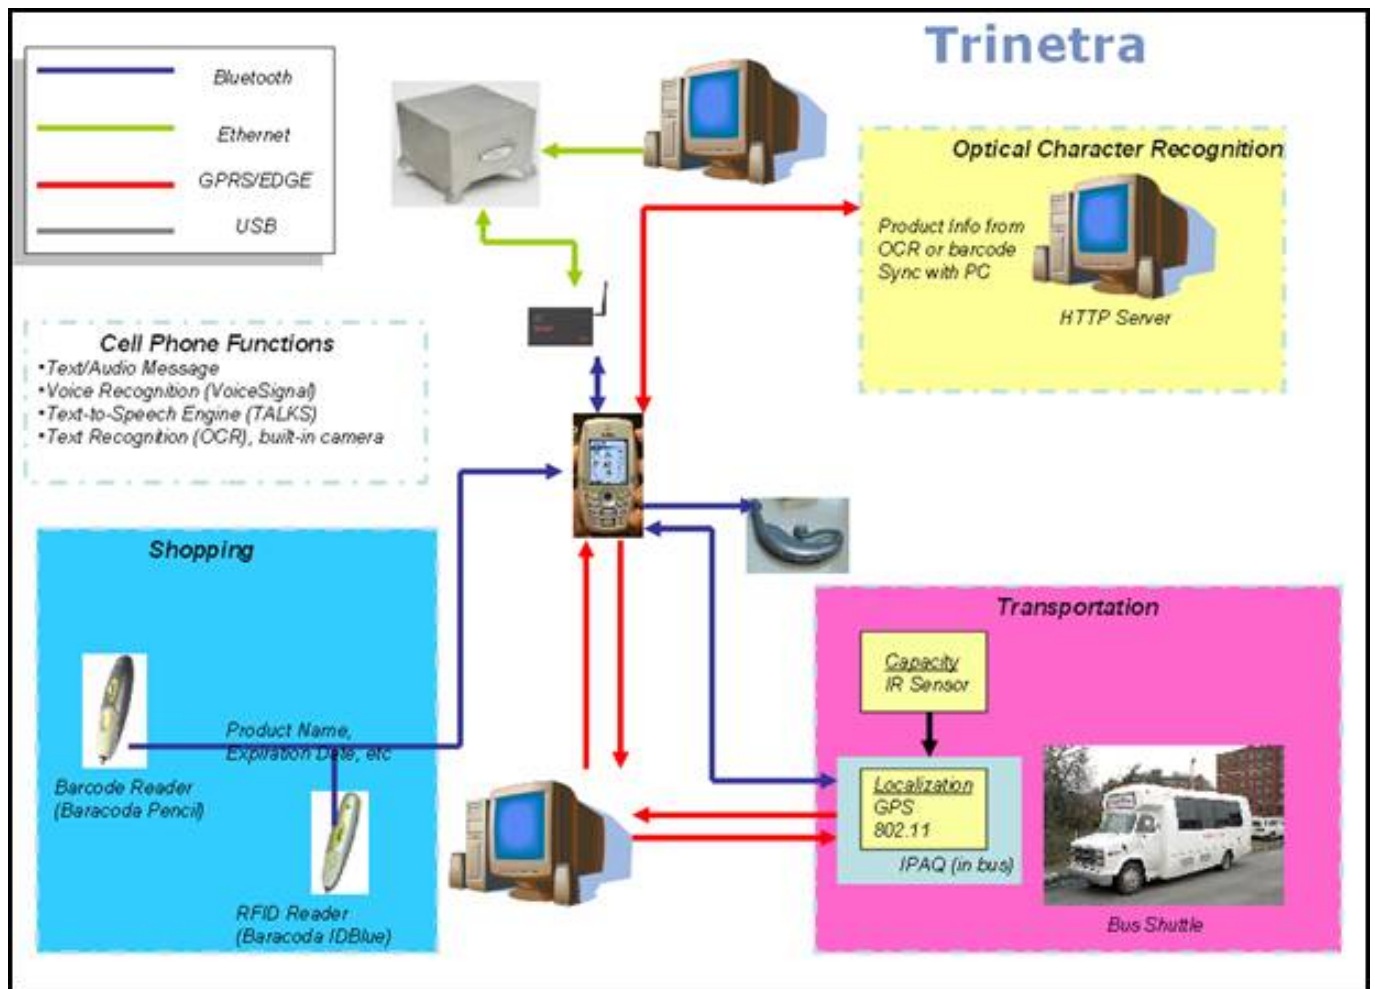 Trinetra
Bluetooth
Ethernet
GPRS/EDGE
USB
Optical Character Recognition
Product Info from
OCR or barcode
Sync with PC
HTTP Server
Cell Phone Functions
•Text/Audio Message
•Voice Recognition (VoiceSignal)
•Text-to-Speech Engine (TALKS)
•Text Recognition (OCR), built-in camera
Shopping
Product Name,
Expiration Date, etc
Barcode Reader
(Baracoda Pencil)
RFID Reader
(Baracoda IDBlue)
Transportation
Capacity
IR Sensor
Localization
GPS
802.11
IPAQ (in bus)
Bus Shuttle